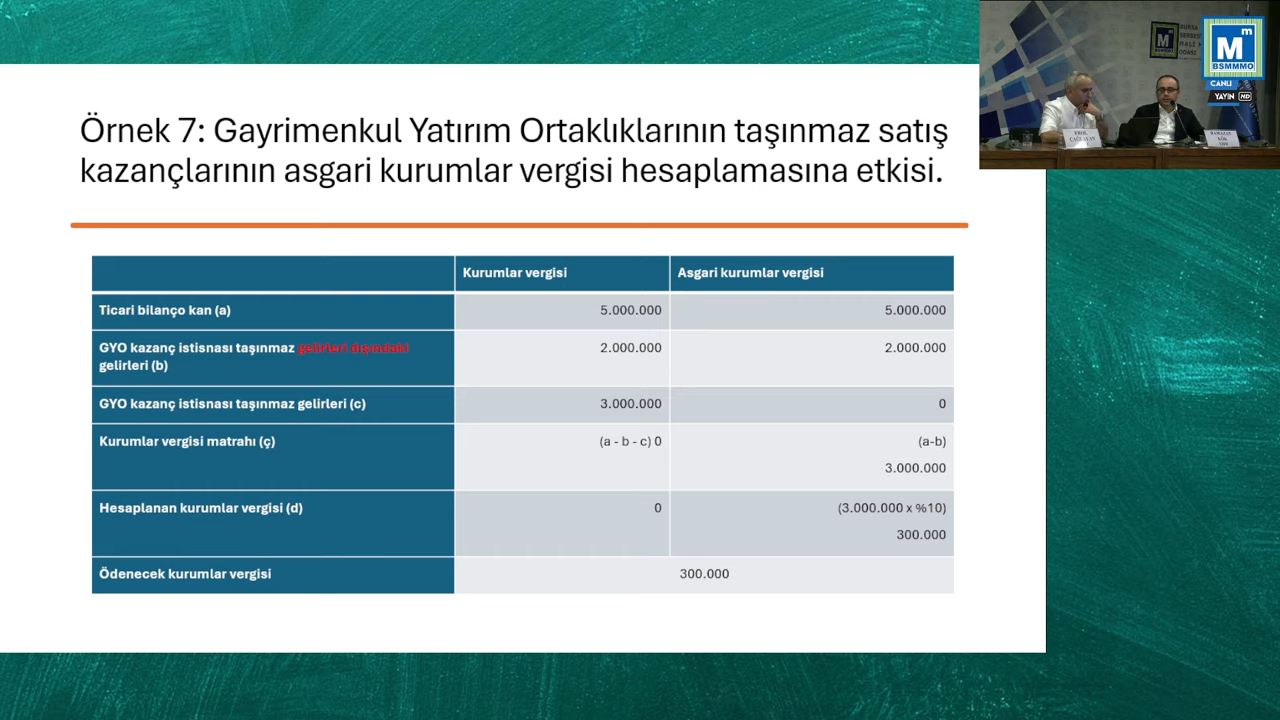 Örnek 7: Gayrimenkul Yatırım Ortaklıklarının taşınmaz satış
kazançlarının asgari kurumlar vergisi hesaplamasına etkisi.
Kurumlar vergisi
Asgari kurumlar vergisi
Ticari bilanço karı (a)
5.000.000
5.000.000
GYO kazanç istisnası taşınmaz gelirleri dışındaki
gelirleri (b)
2.000.000
2.000.000
GYO kazanç istisnası taşınmaz gelirleri (c)
3.000.000
0
Kurumlar vergisi matrahı (ç)
(a - b - c) 0
(a-b)
3.000.000
Hesaplanan kurumlar vergisi (d)
0
(3.000.000 x %10)
300.000
Ödenecek kurumlar vergisi
300.000
M
m
BSMMMO
CANLI
YAYIN HD
BURSA